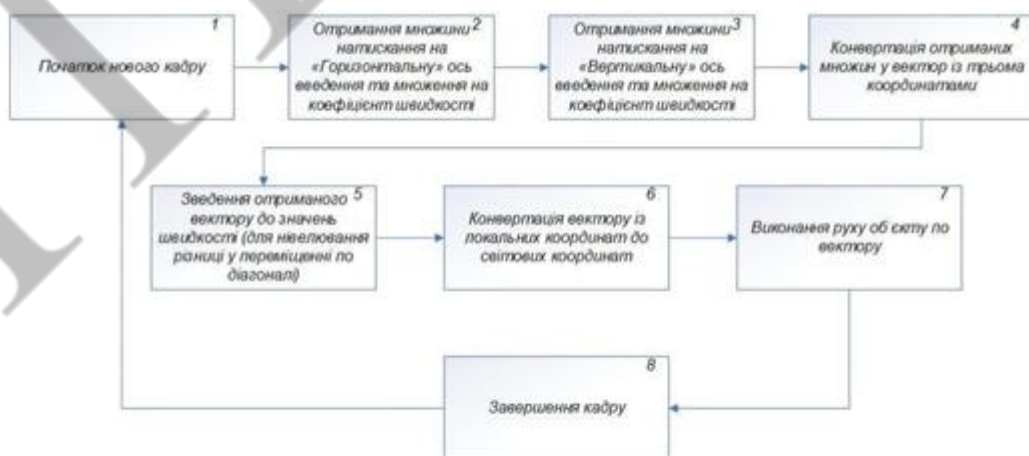 1
Початок нового кадру
2
Отримання множини
натискання на
«Горизонтальну» ось
введення та множення на
коефіцієнт швидкості
3
Отримання множини
натискання на
«Вертикальну» ось
введення та множення на
коефіцієнт швидкості
4
Конвертація отриманих
множин у вектор із трьома
координатами
5
Зведення отриманого
вектору до значень
швидкості (для нівелювання
різниці у переміщенні по
діагоналі)
6
Конвертація вектору із
локальних координат до
світових координат
7
Виконання руху об єкту по
вектору
8
Завершення кадру